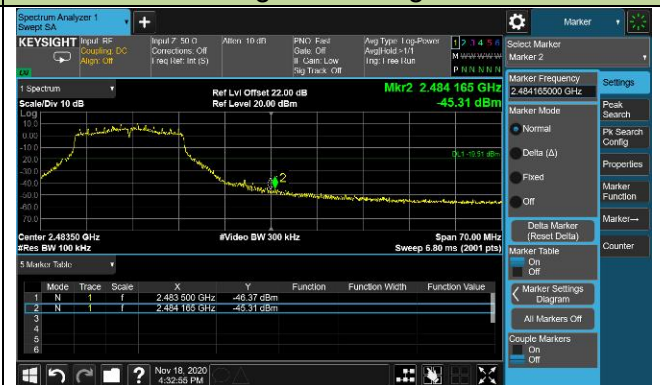 Spectrum Analyzer 1
Swept SA
Marker
KEYSIGHT
Input: RF
Coupling: DC
Align: Off
Input Z: 50 Ω
Corrections: Off
Freq Ref: Int (S)
Atten: 10 dB
PNO: Fast
Gate: Off
IF Gain: Low
Sig Track: Off
Avg Type: Log-Power
Avg|Hold:>1/1
Trig: Free Run
1 2 3 4 5 6
M W W W W W
P N N N N N
Select Marker
Marker 2
1 Spectrum
Scale/Div 10 dB
Log
Ref Lvl Offset 22.00 dB
Ref Level 20.00 dBm
Mkr2 2.484 165 GHz
-45.31 dBm
10.0
0.00
-10.0
-20.0
-30.0
-40.0
-50.0
-60.0
-70.0
DL1 -19.51 dBm
2
Center 2.48350 GHz
#Res BW 100 kHz
#Video BW 300 kHz
Span 70.00 MHz
Sweep 6.80 ms (2001 pts)
5 Marker Table
Mode Trace Scale X Y Function Function Width Function Value
1 N 1 f 2.483 500 GHz -46.37 dBm
2 N 1 f 2.484 165 GHz -45.31 dBm
3
4
5
6
Marker Frequency
2.484165000 GHz
Marker Mode
Normal
Delta (Δ)
Fixed
Off
Delta Marker
(Reset Delta)
Marker Table
On
Off
Marker Settings
Diagram
All Markers Off
Couple Markers
On
Off
Settings
Peak
Search
Pk Search
Config
Properties
Marker
Function
Marker→
Counter
Nov 18, 2020
4:32:55 PM